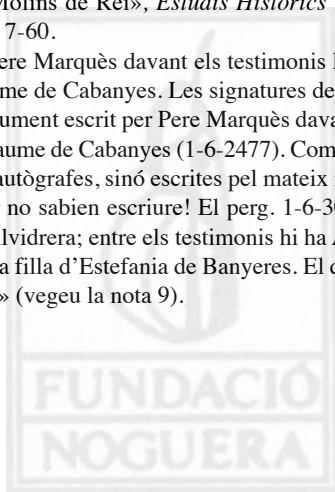 Molins de Rei», Estudis Històrics
7-60.
ere Marquès davant els testimonis
me de Cabanyes. Les signatures de
ument escrit per Pere Marquès dava
aume de Cabanyes (1-6-2477). Com
autògrafes, sinó escrites pel mateix
no sabien escriure! El perg. 1-6-30
lvidrera; entre els testimonis hi ha
a filla d'Estefania de Banyeres. El
» (vegeu la nota 9).
FUNDACIÓ
NOGUERA